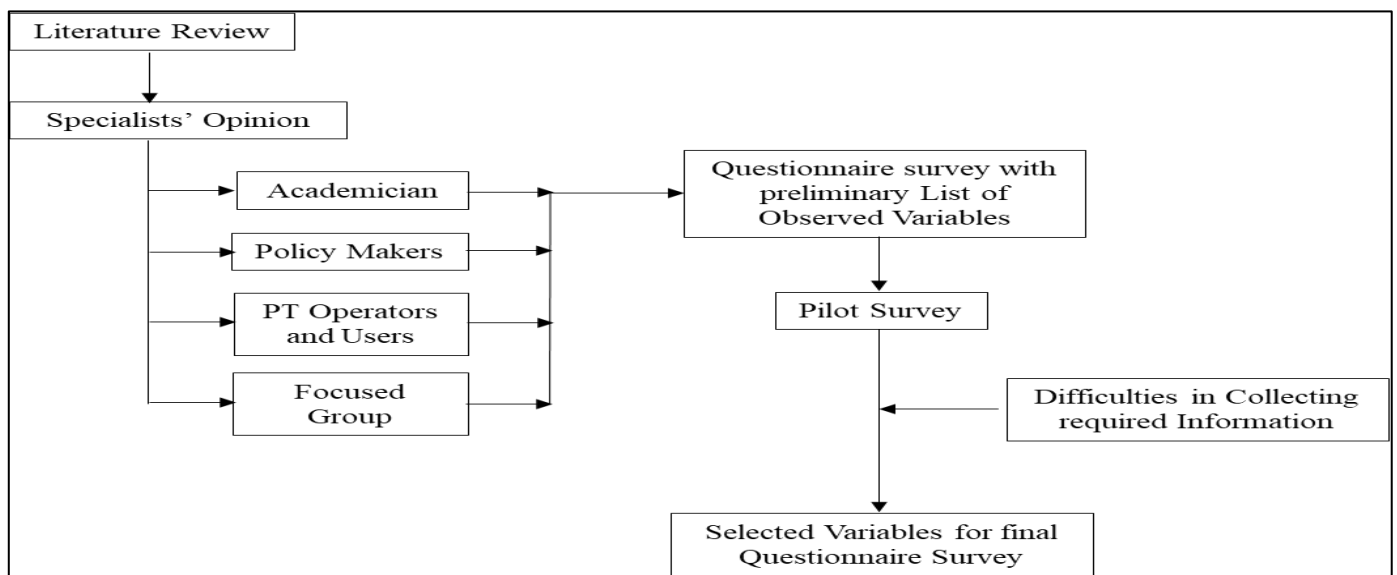 Literature Review
Specialists’ Opinion
Academician
Policy Makers
PT Operators
and Users
Focused
Group
Questionnaire survey with
preliminary List of
Observed Variables
Pilot Survey
Difficulties in Collecting
required Information
Selected Variables for final
Questionnaire Survey